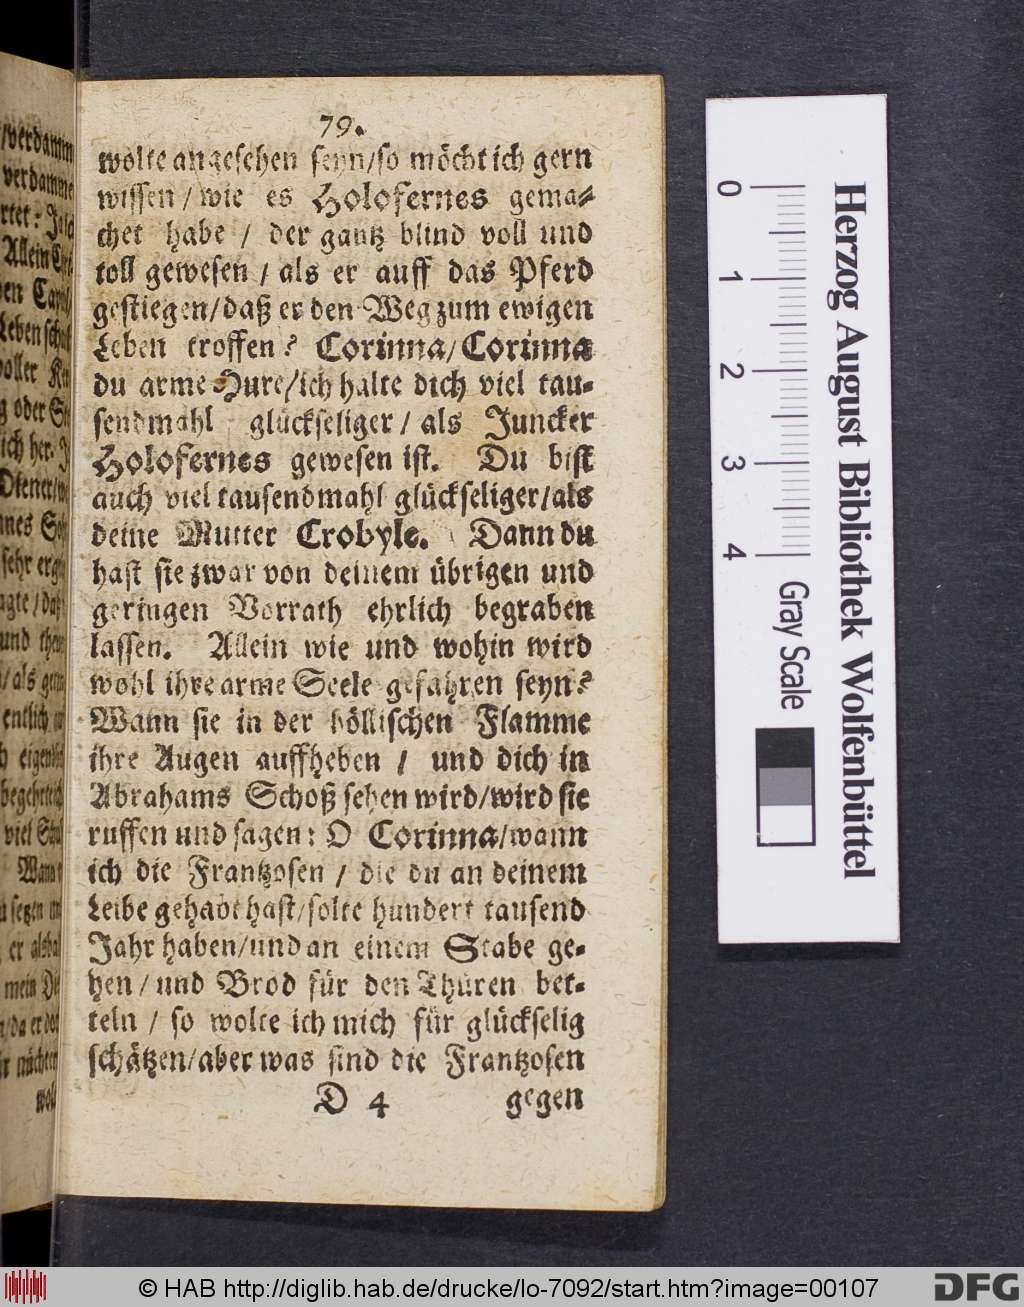 79.
wolte angesehen seyn/so möcht ich gern
wissen / wie es Holofernes gema-
chet habe / der gantz blind voll und
toll gewesen / als er auff das Pferd
gestiegen/daß er den Weg zum ewigen
Leben troffen? Corinna/Corinna
du arme Hure/ich halte dich viel tau-
sendmahl glückseliger / als Juncker
Holofernes gewesen ist. Du bist
auch viel tausendmahl glückseliger/als
deine Mutter Crobyle. Dann du
hast sie zwar von deinem übrigen und
geringen Vorrath ehrlich begraben
lassen. Allein wie und wohin wird
wohl ihre arme Seele gefahren seyn?
Wann sie in der höllischen Flamme
ihre Augen auffheben / und dich in
Abrahams Schoß sehen wird/wird sie
ruffen und sagen: O Corinna/wann
ich die Frantzosen / die du an deinem
Leibe gehabt hast/solte hundert tausend
Jahr haben/und an einem Stabe ge-
hen / und Brod für den Thüren bet-
teln / so wolte ich mich für glückselig
schätzen/aber was sind die Frantzosen
D 4 gegen
Herzog August Bibliothek Wolfenbüttel
0 1 2 3 4
Gray Scale
© HAB http://diglib.hab.de/drucke/lo-7092/start.htm?image=00107
DFG